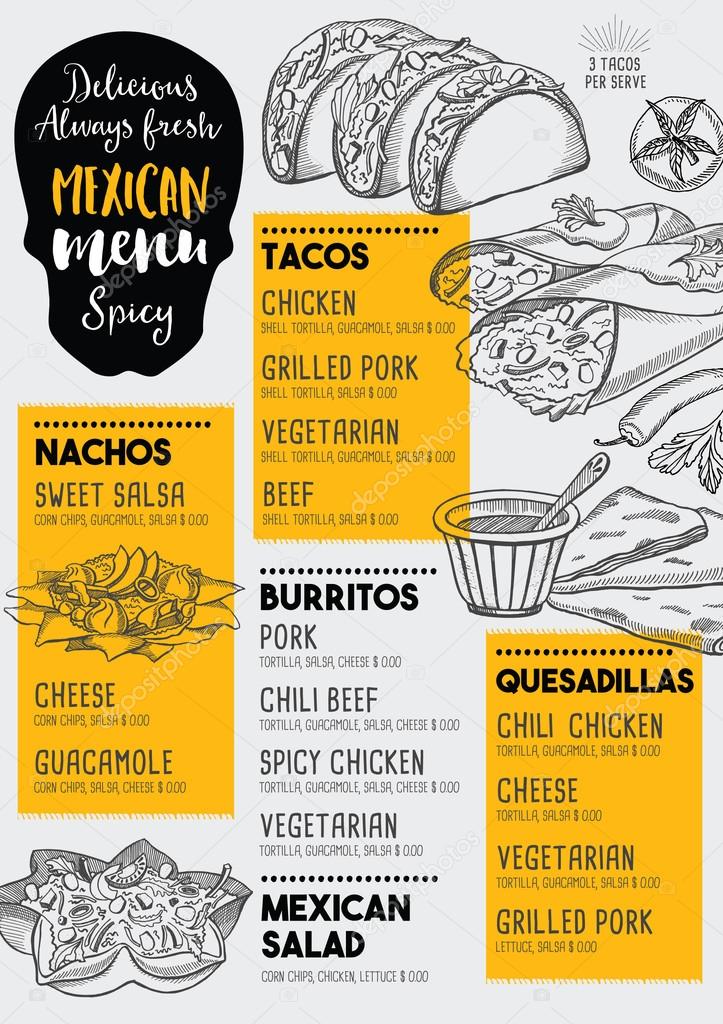 Delicious
Always fresh
MEXICAN
menu
Spicy
3 TACOS
PER SERVE
TACOS
CHICKEN
SHELL TORTILLA, GUACAMOLE, SALSA $ 0.00
GRILLED PORK
SHELL TORTILLA, SALSA $ 0.00
VEGETARIAN
SHELL TORTILLA, GUACAMOLE, SALSA $ 0.00
BEEF
SHELL TORTILLA, SALSA $ 0.00
NACHOS
SWEET SALSA
CORN CHIPS, GUACAMOLE, SALSA $ 0.00
CHEESE
CORN CHIPS, SALSA $ 0.00
GUACAMOLE
CORN CHIPS, SALSA, CHEESE $ 0.00
BURRITOS
PORK
TORTILLA, SALSA, CHEESE $ 0.00
CHILI BEEF
TORTILLA, GUACAMOLE, SALSA, CHEESE $ 0.00
SPICY CHICKEN
TORTILLA, GUACAMOLE, SALSA, CHEESE $ 0.00
VEGETARIAN
TORTILLA, GUACAMOLE, SALSA $ 0.00
MEXICAN
SALAD
CORN CHIPS, CHICKEN, LETTUCE $ 0.00
QUESADILLAS
CHILI CHICKEN
TORTILLA, GUACAMOLE, SALSA $ 0.00
CHEESE
TORTILLA, SALSA $ 0.00
VEGETARIAN
TORTILLA, GUACAMOLE, SALSA $ 0.00
GRILLED PORK
LETTUCE, SALSA $ 0.00
depositphotos